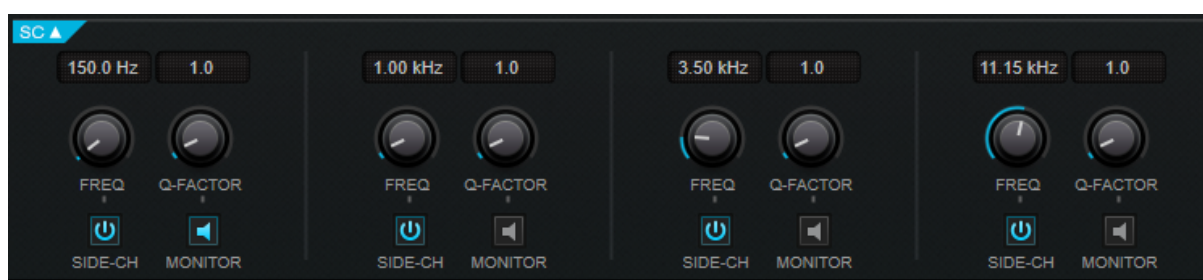 SC
150.0 Hz 1.0 1.00 kHz 1.0 3.50 kHz 1.0 11.15 kHz 1.0
FREQ Q-FACTOR FREQ Q-FACTOR FREQ Q-FACTOR FREQ Q-FACTOR
SIDE-CH MONITOR SIDE-CH MONITOR SIDE-CH MONITOR SIDE-CH MONITOR